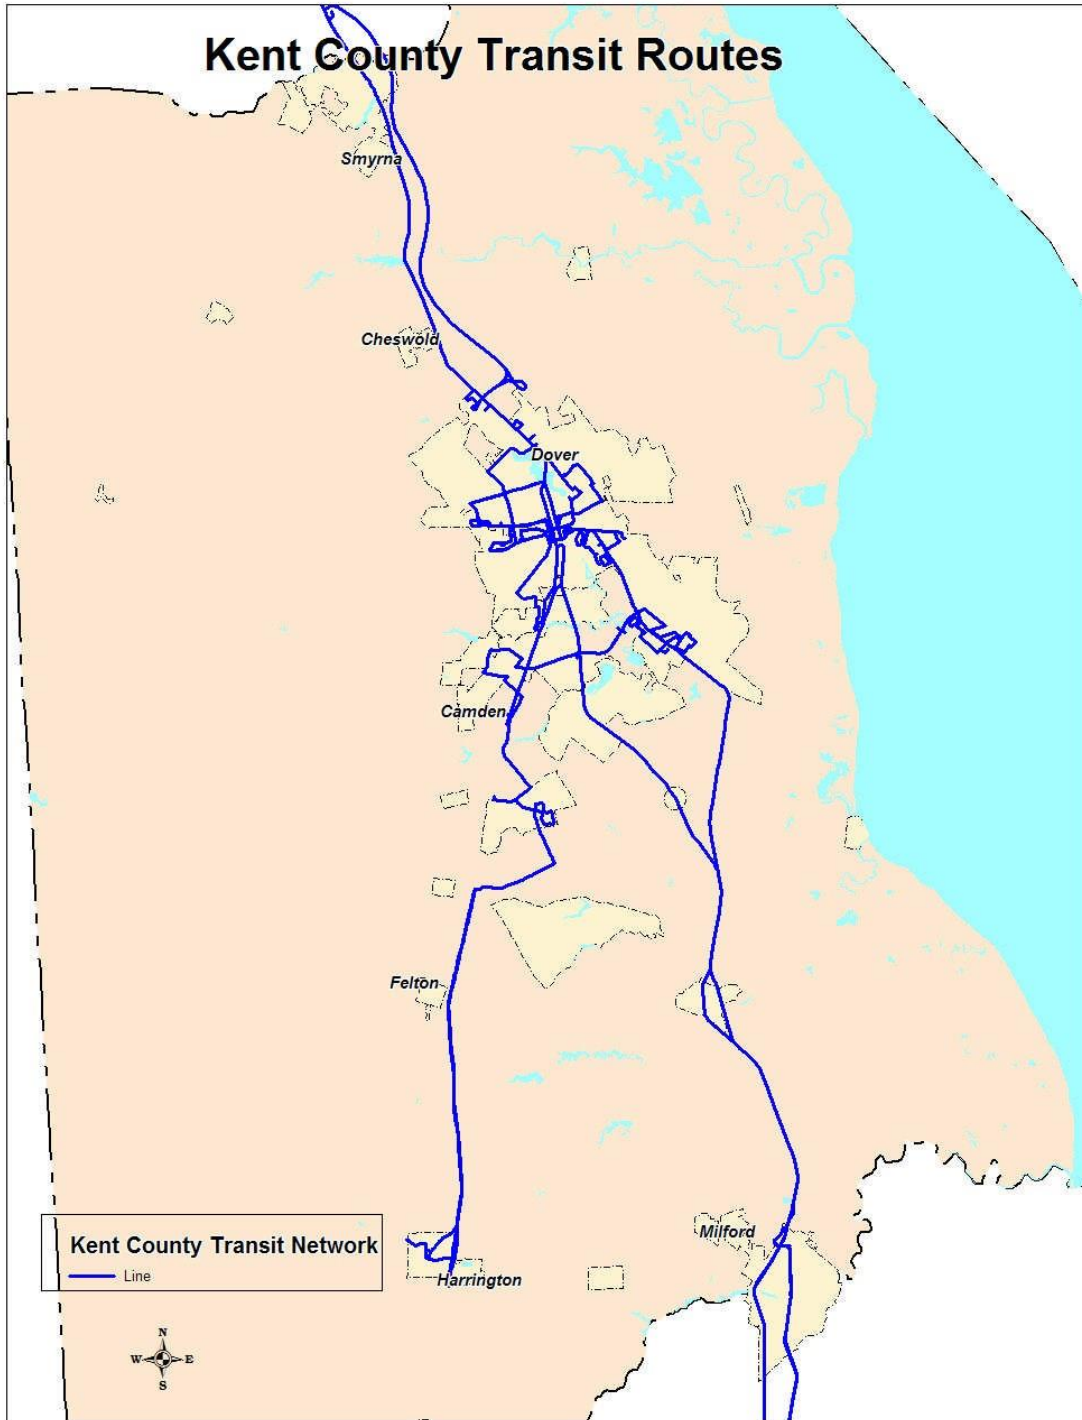 Kent County Transit Routes
Smyrna
Cheswold
Dover
Camden
Felton
Milford
Kent County Transit Network
Line
Harrington
N
W E
S